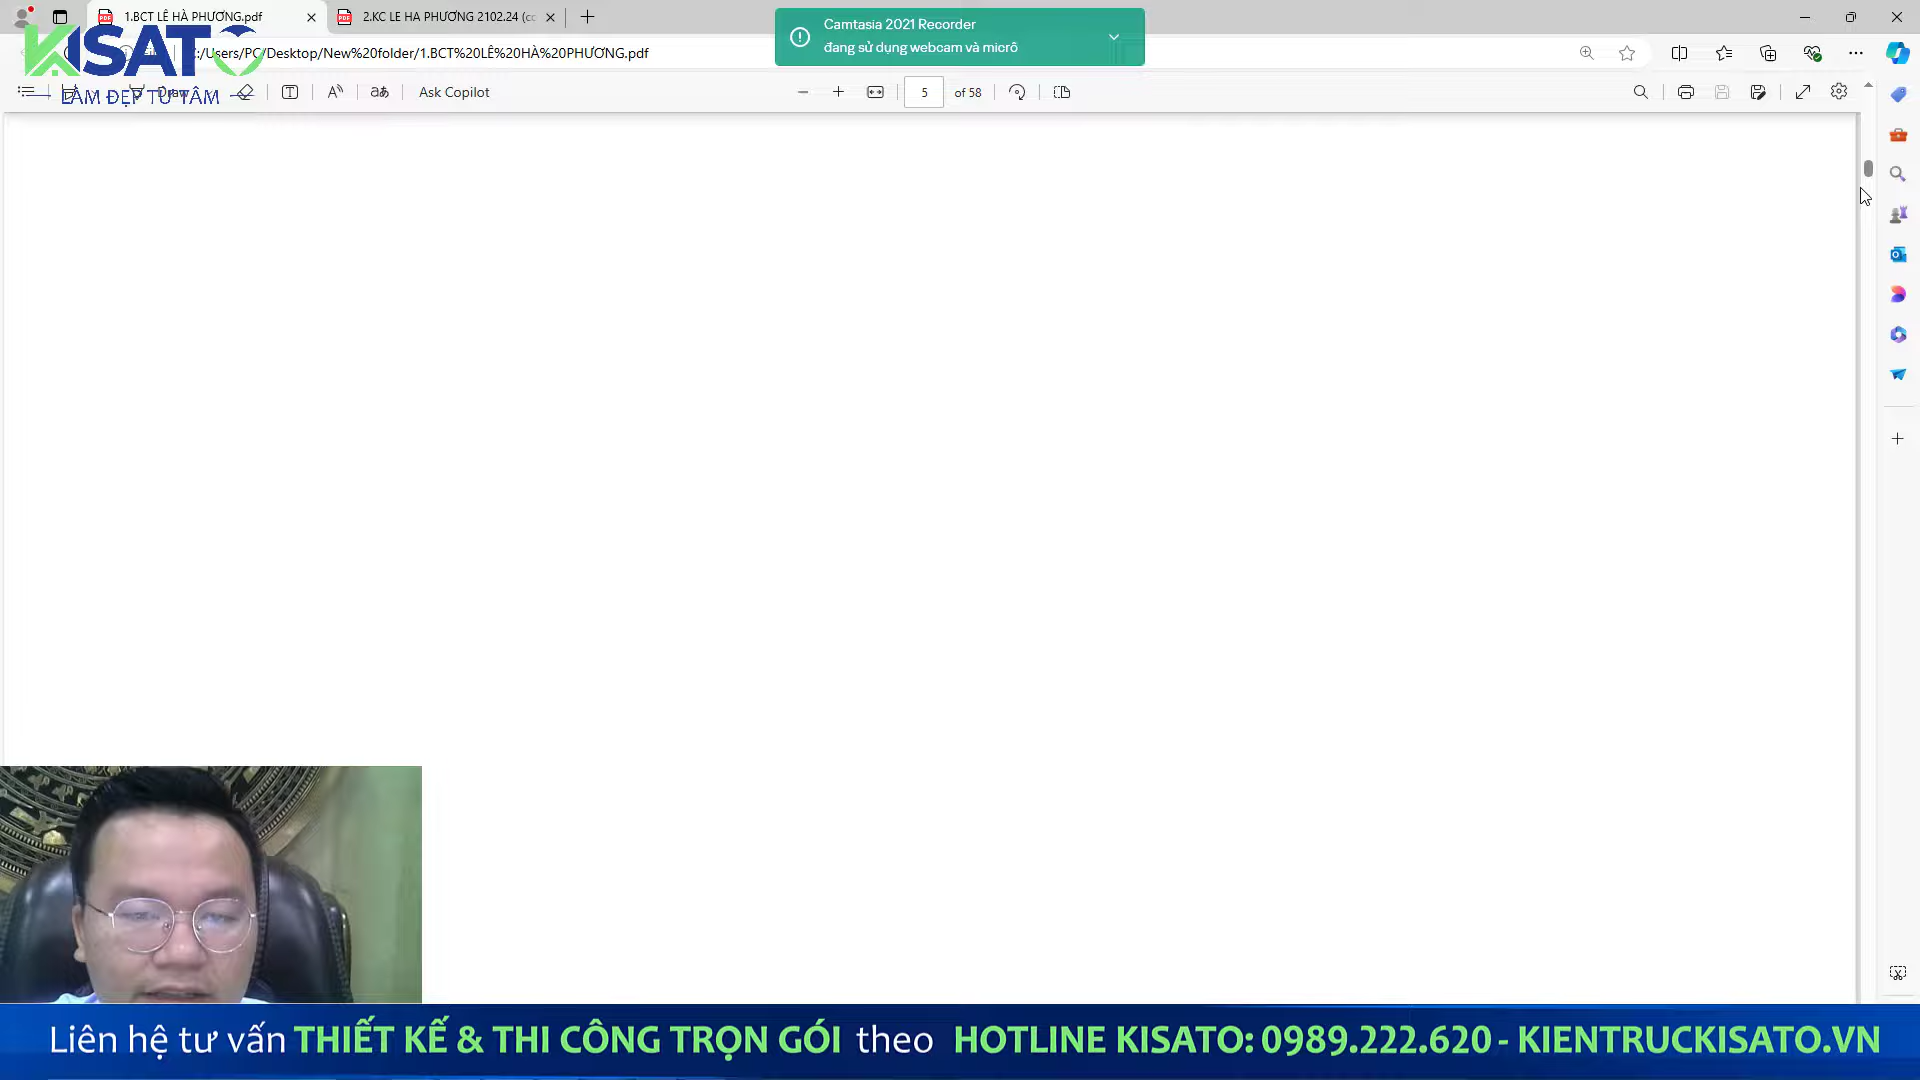 1.BCT LÊ HÀ PHƯƠNG.pdf
2.KC LE HA PHƯƠNG 2102.24 (cc
Camtasia 2021 Recorder
đang sử dụng webcam và micrô
KISATO
LÀM ĐẸP TỪ TÂM
:/Users/PC/Desktop/New%20folder/1.BCT%20LÊ%20HÀ%20PHƯƠNG.pdf
Draw
Ask Copilot
5 of 58
Liên hệ tư vấn THIẾT KẾ & THI CÔNG TRỌN GÓI theo HOTLINE KISATO: 0989.222.620 - KIENTRUCKISATO.VN